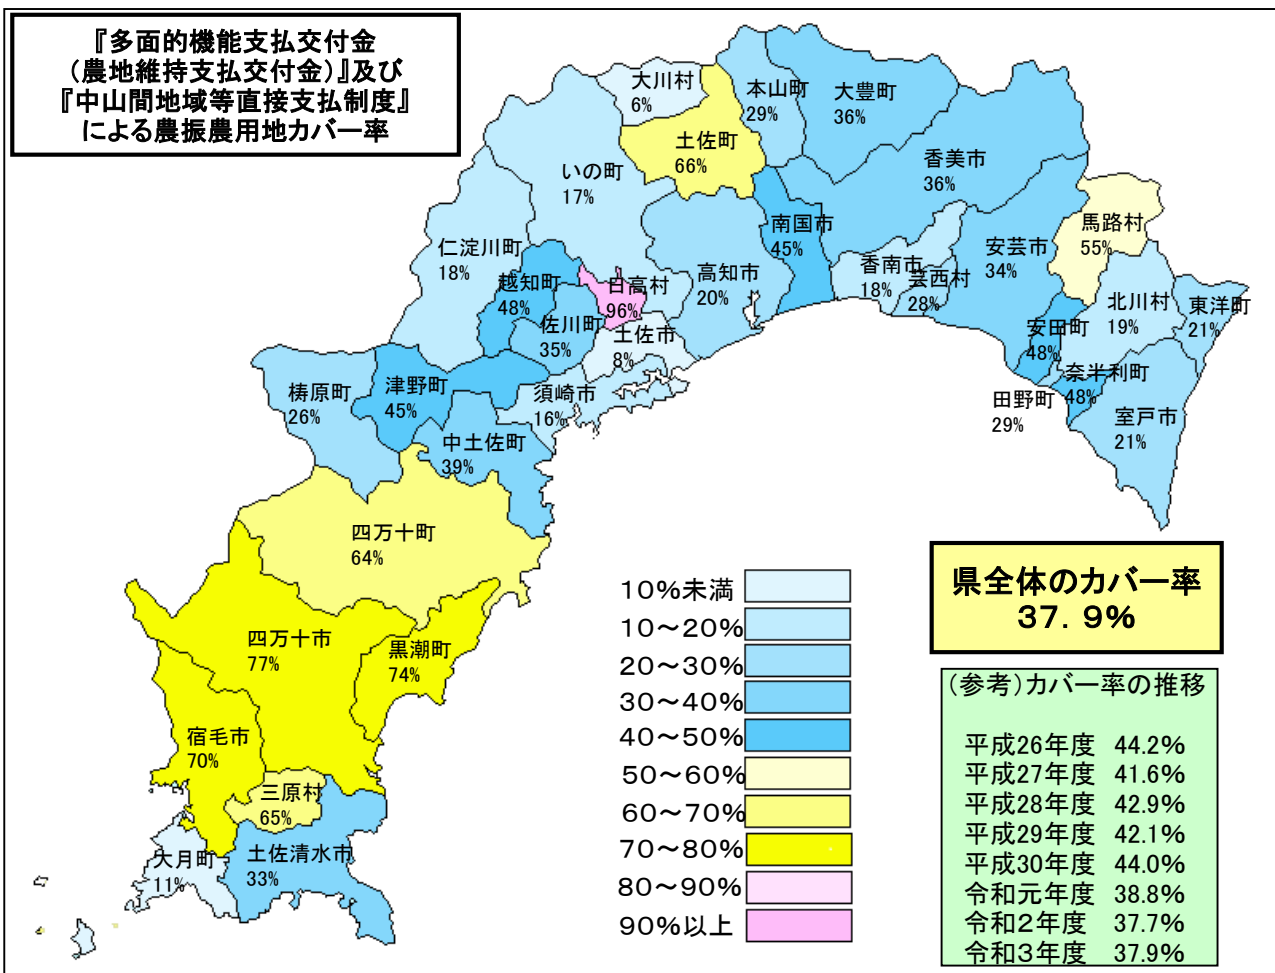 『多面的機能支払交付金
(農地維持支払交付金)』及び
『中山間地域等直接支払制度』
による農振農用地カバー率
大川村
6%
本山町
29%
大豊町
36%
土佐町
66%
いの町
17%
香美市
36%
馬路村
55%
仁淀川町
18%
南国市
45%
高知市
20%
香南市
18%
芸西村
28%
安芸市
34%
北川村
19%
東洋町
21%
越知町
48%
日高村
96%
佐川町
35%
土佐市
8%
安田町
48%
奈半利町
48%
田野町
29%
室戸市
21%
梼原町
26%
津野町
45%
須崎市
16%
中土佐町
39%
四万十町
64%
四万十市
77%
黒潮町
74%
宿毛市
70%
三原村
65%
大月町
11%
土佐清水市
33%
10%未満
10~20%
20~30%
30~40%
40~50%
50~60%
60~70%
70~80%
80~90%
90%以上
県全体のカバー率
37.9%
(参考)カバー率の推移
平成26年度 44.2%
平成27年度 41.6%
平成28年度 42.9%
平成29年度 42.1%
平成30年度 44.0%
令和元年度 38.8%
令和2年度 37.7%
令和3年度 37.9%